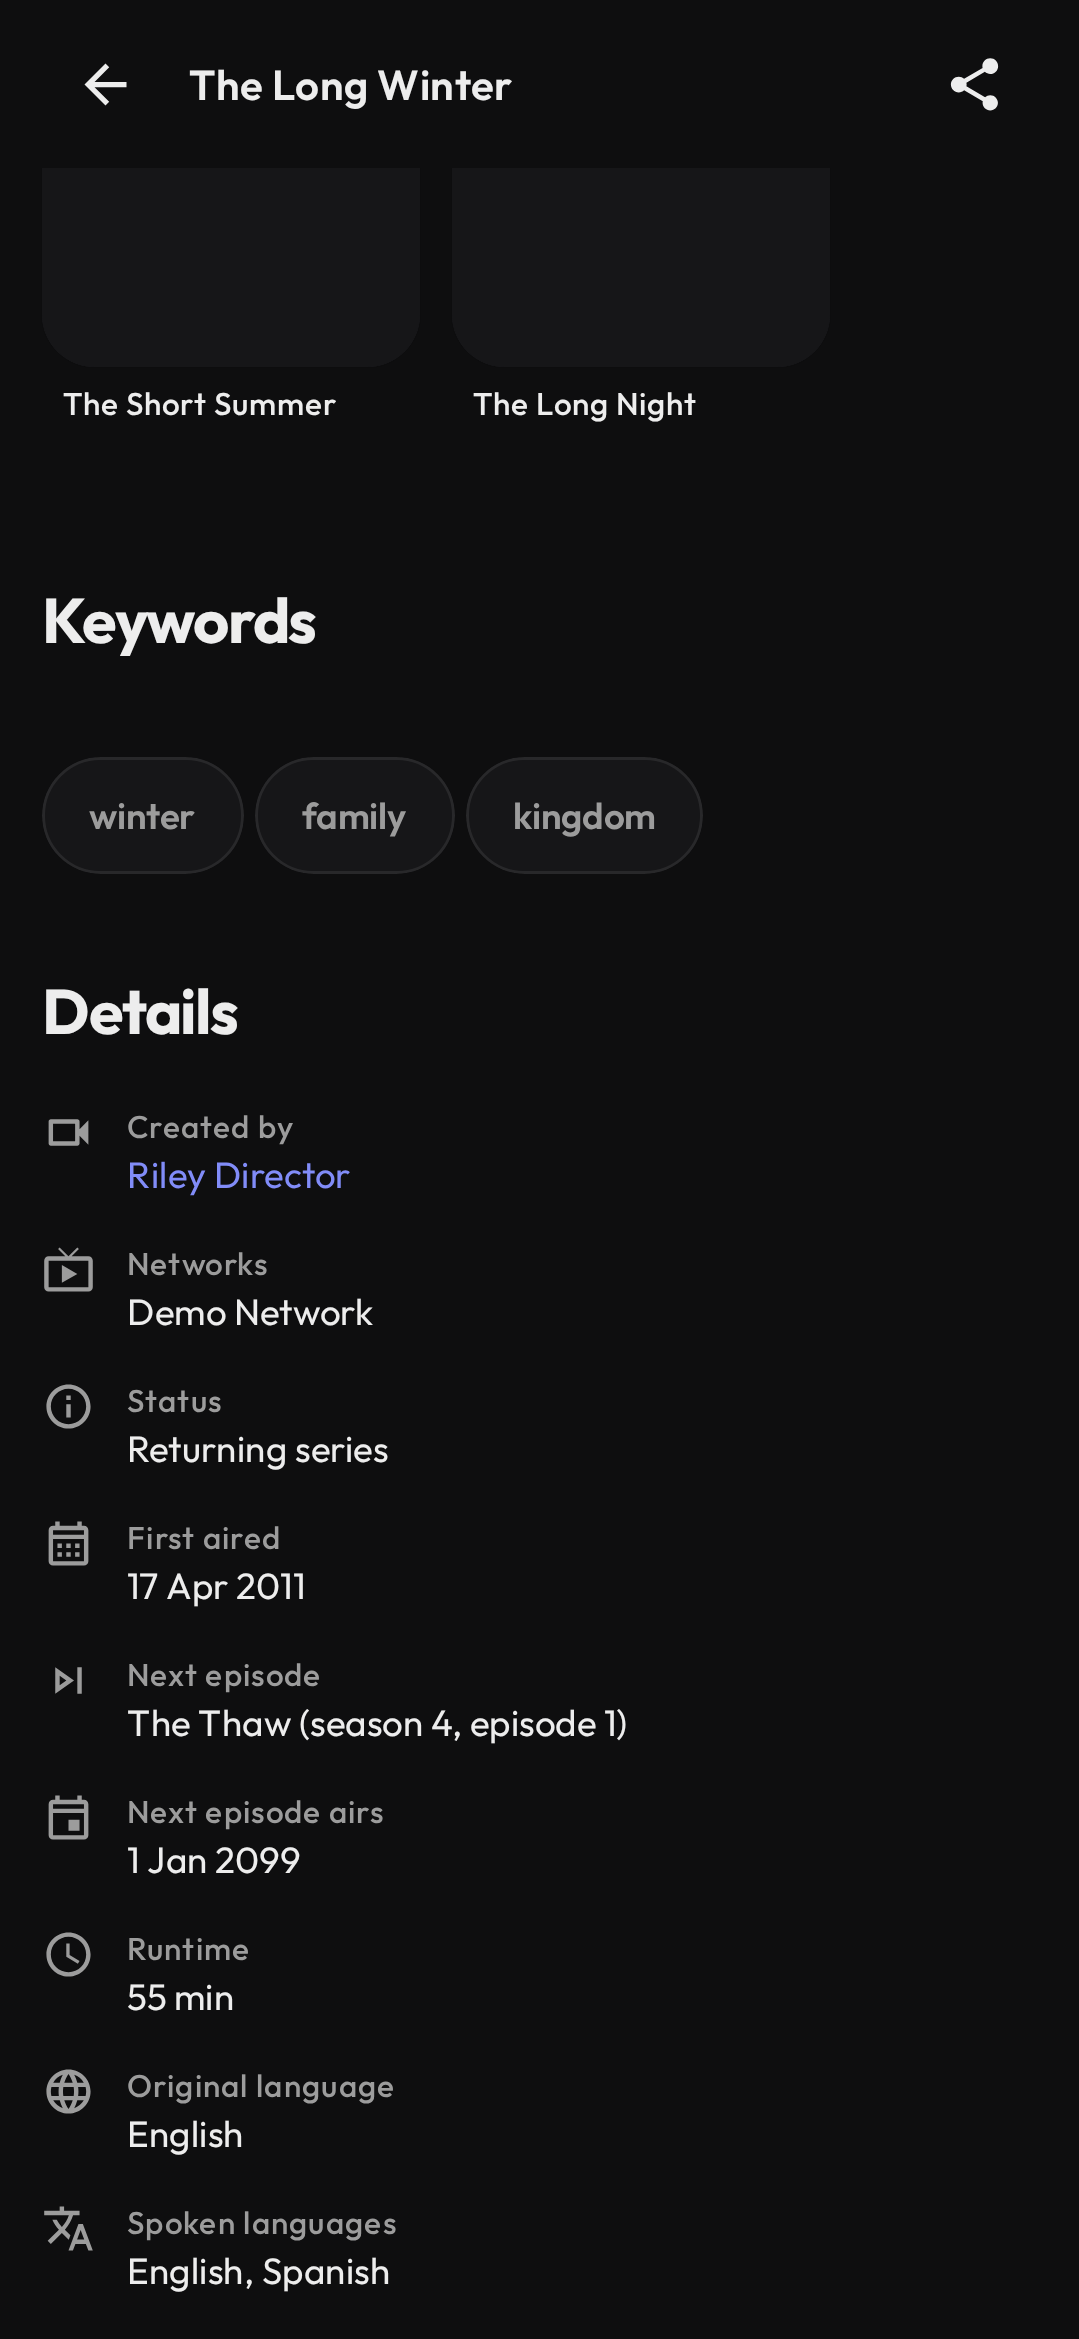 The Long Winter
The Short Summer
The Long Night
Keywords
winter
family
kingdom
Details
Created by
Riley Director
Networks
Demo Network
Status
Returning series
First aired
17 Apr 2011
Next episode
The Thaw (season 4, episode 1)
Next episode airs
1 Jan 2099
Runtime
55 min
Original language
English
Spoken languages
English, Spanish